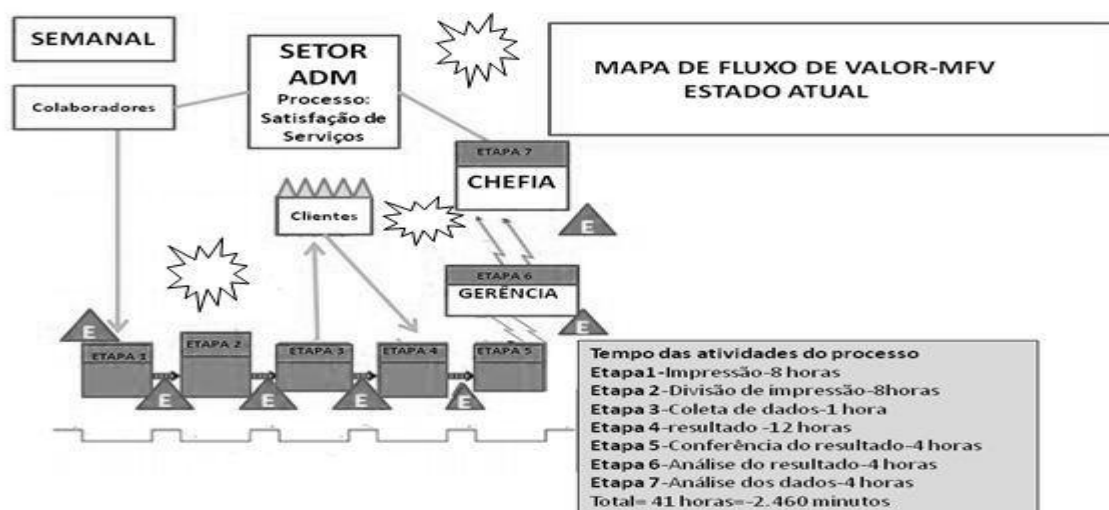 SEMANAL
Colaboradores
SETOR
ADM
Processo:
Satisfação de
Serviços
MAPA DE FLUXO DE VALOR-MFV
ESTADO ATUAL
ETAPA 7
CHEFIA
E
Clientes
ETAPA 6
GERÊNCIA
E
E
ETAPA 1
ETAPA 2
ETAPA 3
ETAPA 4
ETAPA 5
E
E
E
E
Tempo das atividades do processo
Etapa1-Impressão-8 horas
Etapa 2-Divisão de impressão-8horas
Etapa 3-Coleta de dados-1 hora
Etapa 4-resultado -12 horas
Etapa 5-Conferência do resultado-4 horas
Etapa 6-Análise do resultado-4 horas
Etapa 7-Análise dos dados-4 horas
Total= 41 horas=-2.460 minutos